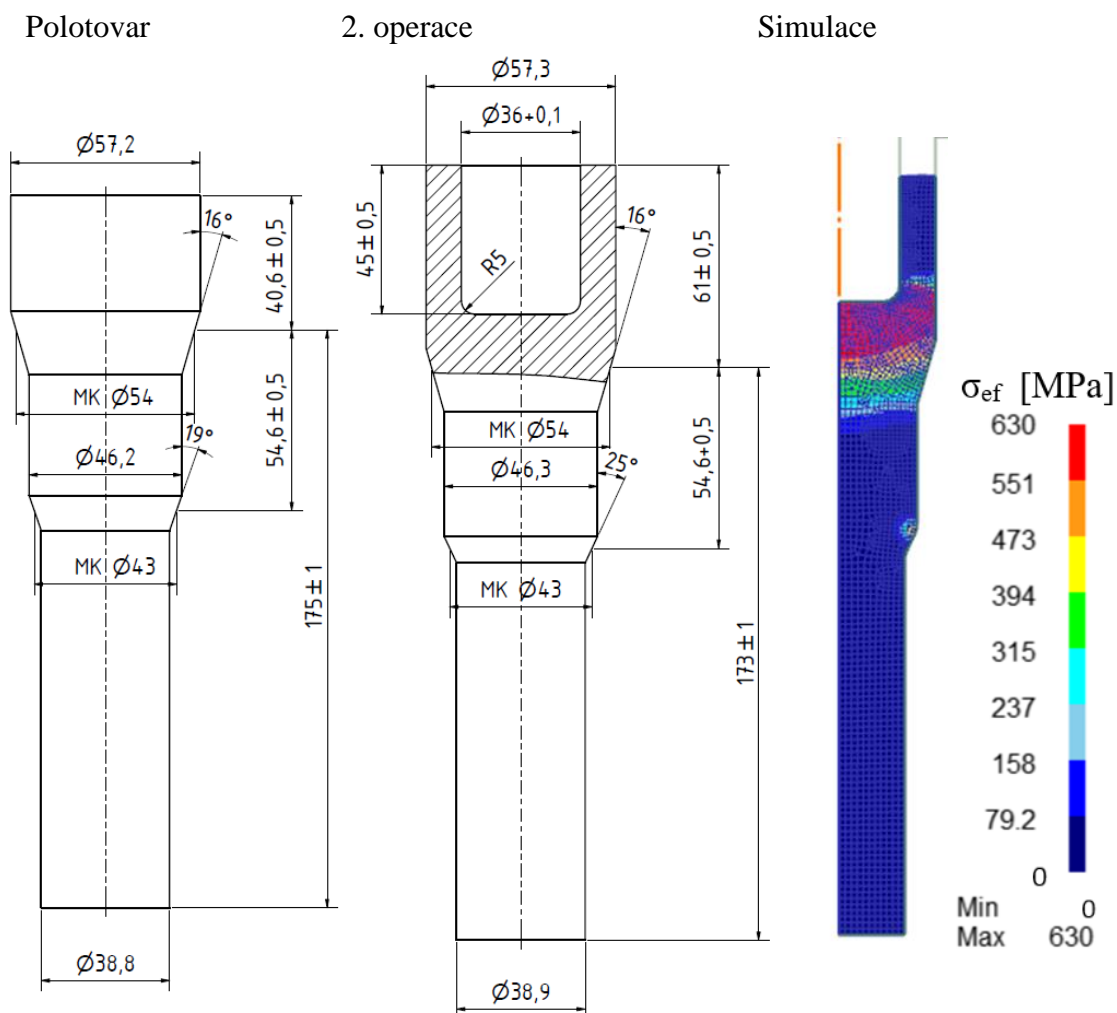 Polotovar
2. operace
Simulace
Ø57,2
16°
40,6±0,5
MK Ø54
54,6±0,5
19°
Ø46,2
MK Ø43
175±1
Ø38,8
Ø57,3
Ø36+0,1
45±0,5
R5
16°
61±0,5
MK Ø54
Ø46,3
25°
54,6+0,5
MK Ø43
173±1
Ø38,9
σef [MPa]
630
551
473
394
315
237
158
79.2
0
Min 0
Max 630